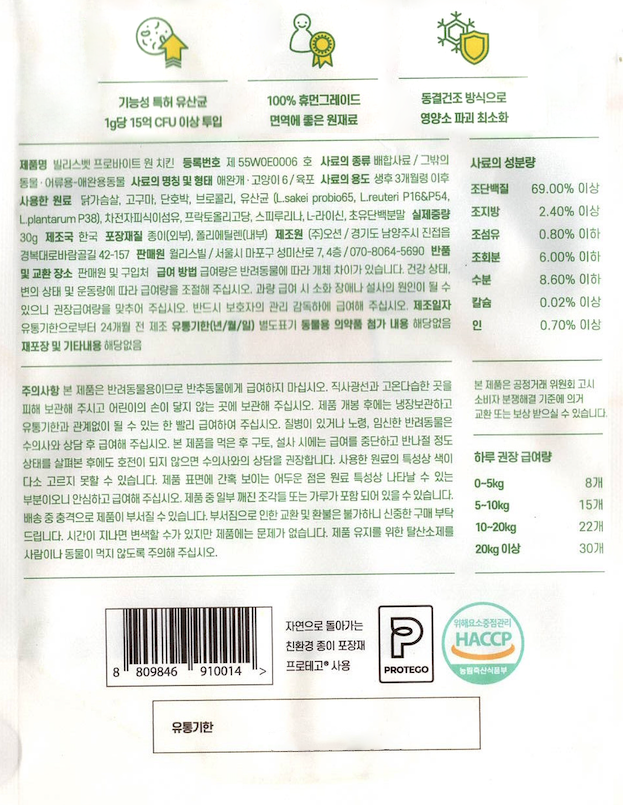 기능성 특허 유산균
1g당 15억 CFU 이상 투입
100% 휴먼그레이드
면역에 좋은 원재료
동결건조 방식으로
영양소 파괴 최소화
제품명 빌리스벳 프로바이트 원 치킨 등록번호 제 55W0E0006 호 사료의 종류 배합사료 / 그밖의
동물·어류용-애완용동물 사료의 명칭 및 형태 애완개·고양이 6 / 육포 사료의 용도 생후 3개월령 이후
사용한 원료 닭가슴살, 고구마, 단호박, 브로콜리, 유산균 (L.sakei probio65, L.reuteri P16&P54,
L.plantarum P38), 차전자피식이섬유, 프락토올리고당, 스피루리나, L-라이신, 초유단백분말 실제중량
30g 제조국 한국 포장재질 종이(외부), 폴리에틸렌(내부) 제조원 (주)오션 / 경기도 남양주시 진접읍
경복대로바람골길 42-157 판매원 월리스빌 / 서울시 마포구 성미산로 7, 4층 / 070-8064-5690 반품
및 교환 장소 판매원 및 구입처 급여 방법 급여량은 반려동물에 따라 개체 차이가 있습니다. 건강 상태,
변의 상태 및 운동량에 따라 급여량을 조절해 주십시오. 과량 급여 시 소화 장애나 설사의 원인이 될 수
있으니 권장급여량을 맞추어 주십시오. 반드시 보호자의 관리 감독하에 급여해 주십시오. 제조일자
유통기한으로부터 24개월 전 제조 유통기한(년/월/일) 별도표기 동물용 의약품 첨가 내용 해당없음
재포장 및 기타내용 해당없음
사료의 성분량
조단백질 69.00% 이상
조지방 2.40% 이상
조섬유 0.80% 이하
조회분 6.00% 이하
수분 8.60% 이하
칼슘 0.02% 이상
인 0.70% 이상
주의사항 본 제품은 반려동물용이므로 반추동물에게 급여하지 마십시오. 직사광선과 고온다습한 곳을
피해 보관해 주시고 어린이의 손이 닿지 않는 곳에 보관해 주십시오. 제품 개봉 후에는 냉장보관하고
유통기한과 관계없이 될 수 있는 한 빨리 급여하여 주십시오. 질병이 있거나 노령, 임신한 반려동물은
수의사와 상담 후 급여해 주십시오. 본 제품을 먹은 후 구토, 설사 시에는 급여를 중단하고 반나절 정도
상태를 살펴본 후에도 호전이 되지 않으면 수의사와의 상담을 권장합니다. 사용한 원료의 특성상 색이
다소 고르지 못할 수 있습니다. 제품 표면에 간혹 보이는 어두운 점은 원료 특성상 나타날 수 있는
부분이오니 안심하고 급여해 주십시오. 제품 중 일부 깨진 조각들 또는 가루가 포함 되어 있을 수 있습니다.
배송 중 충격으로 제품이 부서질 수 있습니다. 부서짐으로 인한 교환 및 환불은 불가하니 신중한 구매 부탁
드립니다. 시간이 지나면 변색할 수가 있지만 제품에는 문제가 없습니다. 제품 유지를 위한 탈산소제를
사람이나 동물이 먹지 않도록 주의해 주십시오.
본 제품은 공정거래 위원회 고시
소비자 분쟁해결 기준에 의거
교환 또는 보상 받으실 수 있습니다.
하루 권장 급여량
0~5kg 8개
5~10kg 15개
10~20kg 22개
20kg 이상 30개
8 809846 910014 >
자연으로 돌아가는
친환경 종이 포장재
프로테고® 사용
PROTEGO
위해요소중점관리
HACCP
농림축산식품부
유통기한